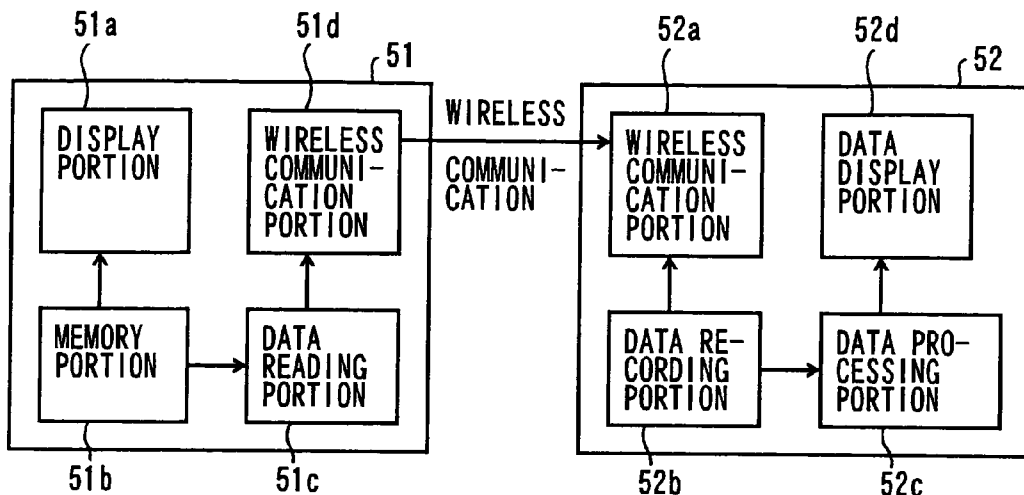 51a
51d
51
52a
52d
52
DISPLAY
PORTION
WIRELESS
COMMUNI-
CATION
PORTION
WIRELESS
COMMUNI-
CATION
WIRELESS
COMMUNI-
CATION
PORTION
DATA
DISPLAY
PORTION
MEMORY
PORTION
DATA
READING
PORTION
DATA RE-
CORDING
PORTION
DATA PRO-
CESSING
PORTION
51b
51c
52b
52c